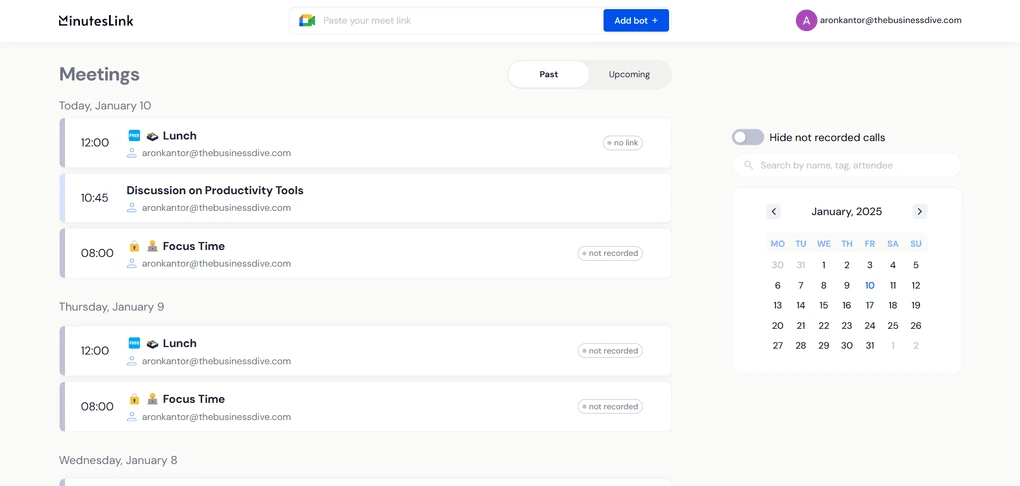 MinutesLink
Paste your meet link
Add bot +
A
aronkantor@thebusinessdive.com
Meetings
Past
Upcoming
Today, January 10
12:00
FREE
Lunch
aronkantor@thebusinessdive.com
no link
10:45
Discussion on Productivity Tools
aronkantor@thebusinessdive.com
08:00
Focus Time
aronkantor@thebusinessdive.com
not recorded
Thursday, January 9
12:00
FREE
Lunch
aronkantor@thebusinessdive.com
not recorded
08:00
Focus Time
aronkantor@thebusinessdive.com
not recorded
Wednesday, January 8
Hide not recorded calls
Search by name, tag, attendee
January, 2025
MO TU WE TH FR SA SU
30 31 1 2 3 4 5
6 7 8 9 10 11 12
13 14 15 16 17 18 19
20 21 22 23 24 25 26
27 28 29 30 31 1 2